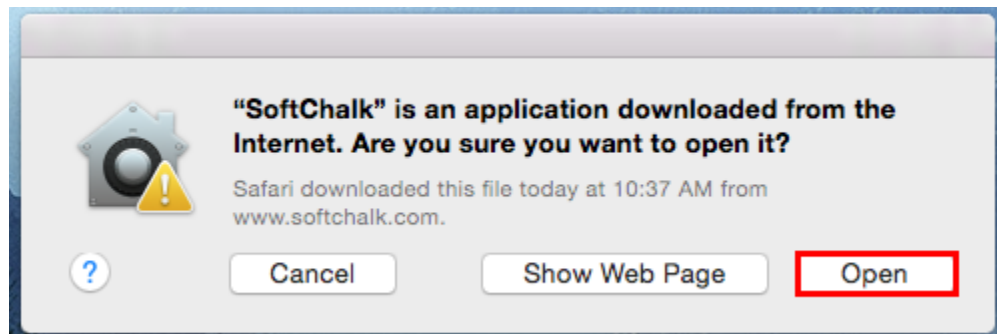 “SoftChalk” is an application downloaded from the
Internet. Are you sure you want to open it?
Safari downloaded this file today at 10:37 AM from
www.softchalk.com.
? Cancel Show Web Page Open